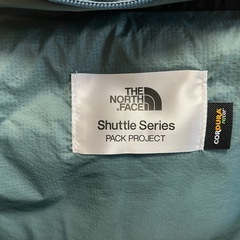 THE
NORTH
FACE
Shuttle Series
PACK PROJECT
CORDURA